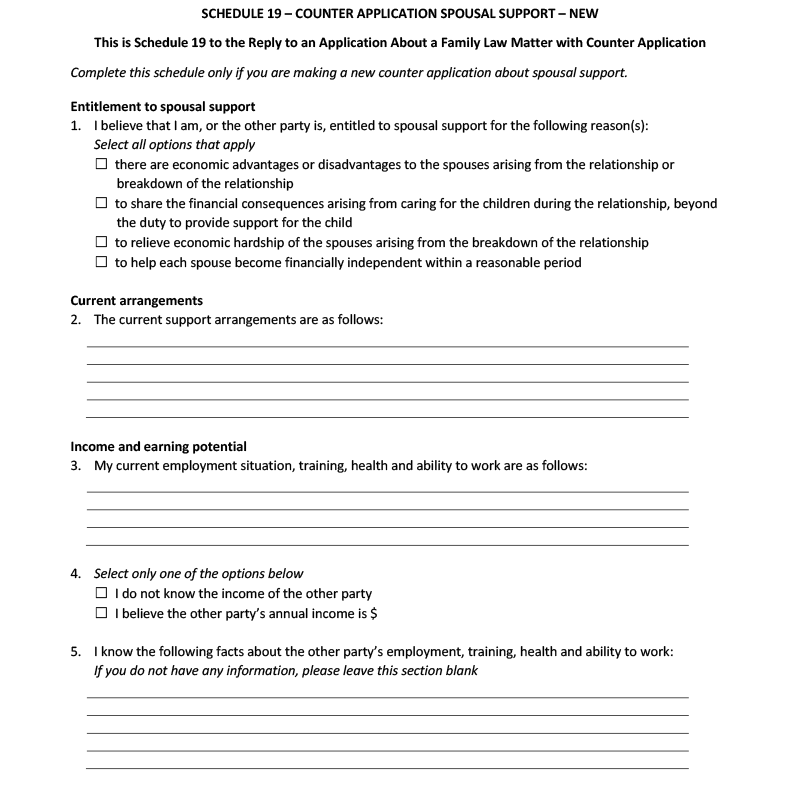 SCHEDULE 19 – COUNTER APPLICATION SPOUSAL SUPPORT – NEW
This is Schedule 19 to the Reply to an Application About a Family Law Matter with Counter Application
Complete this schedule only if you are making a new counter application about spousal support.
Entitlement to spousal support
1. I believe that I am, or the other party is, entitled to spousal support for the following reason(s):
Select all options that apply
☐ there are economic advantages or disadvantages to the spouses arising from the relationship or
breakdown of the relationship
☐ to share the financial consequences arising from caring for the children during the relationship, beyond
the duty to provide support for the child
☐ to relieve economic hardship of the spouses arising from the breakdown of the relationship
☐ to help each spouse become financially independent within a reasonable period
Current arrangements
2. The current support arrangements are as follows:
Income and earning potential
3. My current employment situation, training, health and ability to work are as follows:
4. Select only one of the options below
☐ I do not know the income of the other party
☐ I believe the other party's annual income is $
5. I know the following facts about the other party's employment, training, health and ability to work:
If you do not have any information, please leave this section blank